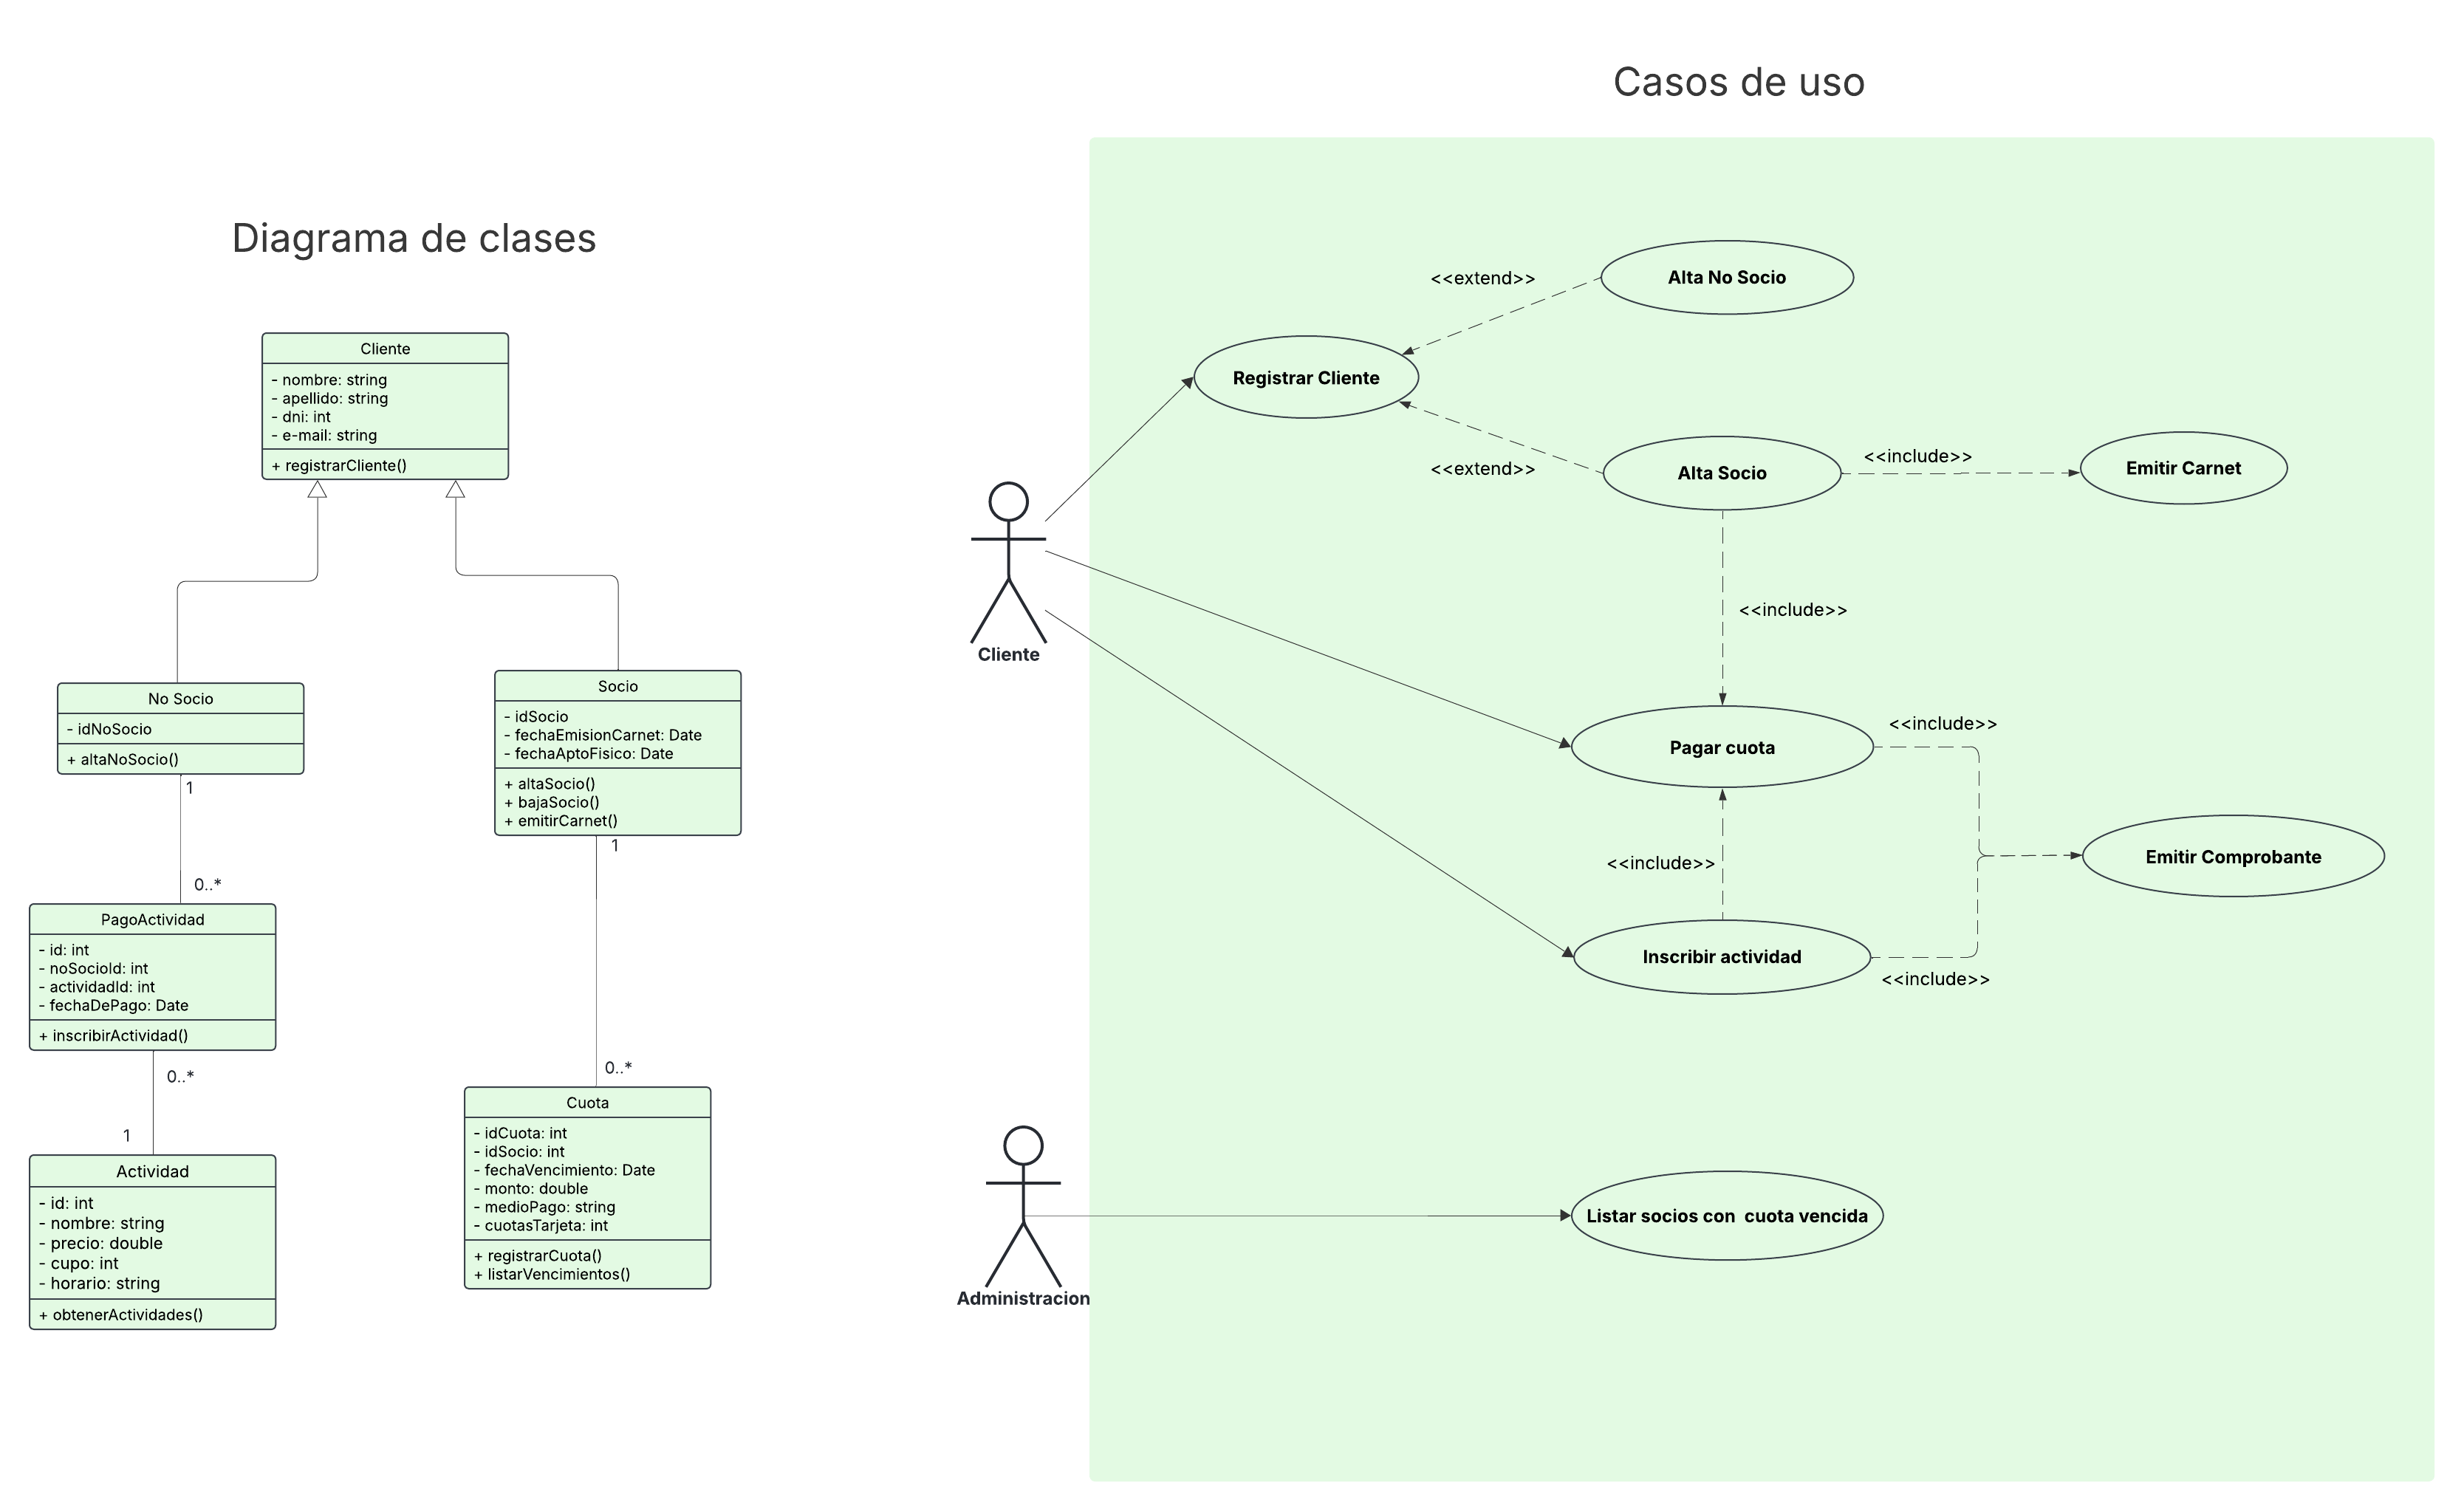 Diagrama de clases
Cliente
- nombre: string
- apellido: string
- dni: int
- e-mail: string
+ registrarCliente()
No Socio
- idNoSocio
+ altaNoSocio()
1
0..*
PagoActividad
- id: int
- noSocioId: int
- actividadId: int
- fechaDePago: Date
+ inscribirActividad()
0..*
1
Actividad
- id: int
- nombre: string
- precio: double
- cupo: int
- horario: string
+ obtenerActividades()
Socio
- idSocio
- fechaEmisionCarnet: Date
- fechaAptoFisico: Date
+ altaSocio()
+ bajaSocio()
+ emitirCarnet()
1
0..*
Cuota
- idCuota: int
- idSocio: int
- fechaVencimiento: Date
- monto: double
- medioPago: string
- cuotasTarjeta: int
+ registrarCuota()
+ listarVencimientos()
Casos de uso
<<extend>>
Alta No Socio
Registrar Cliente
<<extend>>
Alta Socio
<<include>>
Emitir Carnet
<<include>>
Cliente
Pagar cuota
<<include>>
<<include>>
Emitir Comprobante
Inscribir actividad
<<include>>
Administracion
Listar socios con  cuota vencida